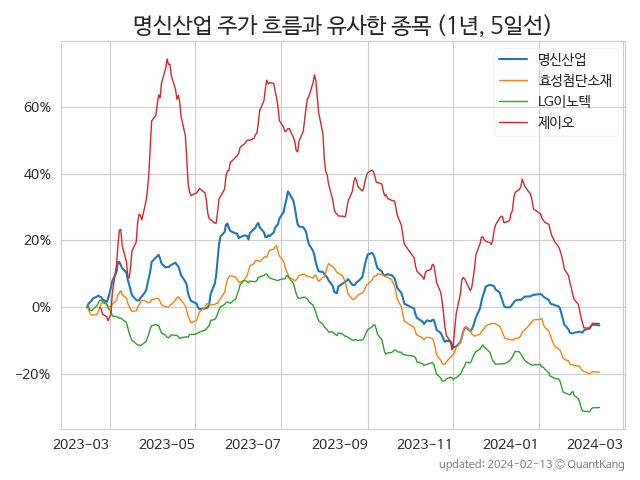 명신산업 주가 흐름과 유사한 종목 (1년, 5일선)
명신산업
효성첨단소재
LG이노텍
제이오
60%
40%
20%
0%
−20%
2023-03 2023-05 2023-07 2023-09 2023-11 2024-01 2024-03
updated: 2024-02-13 © QuantKang